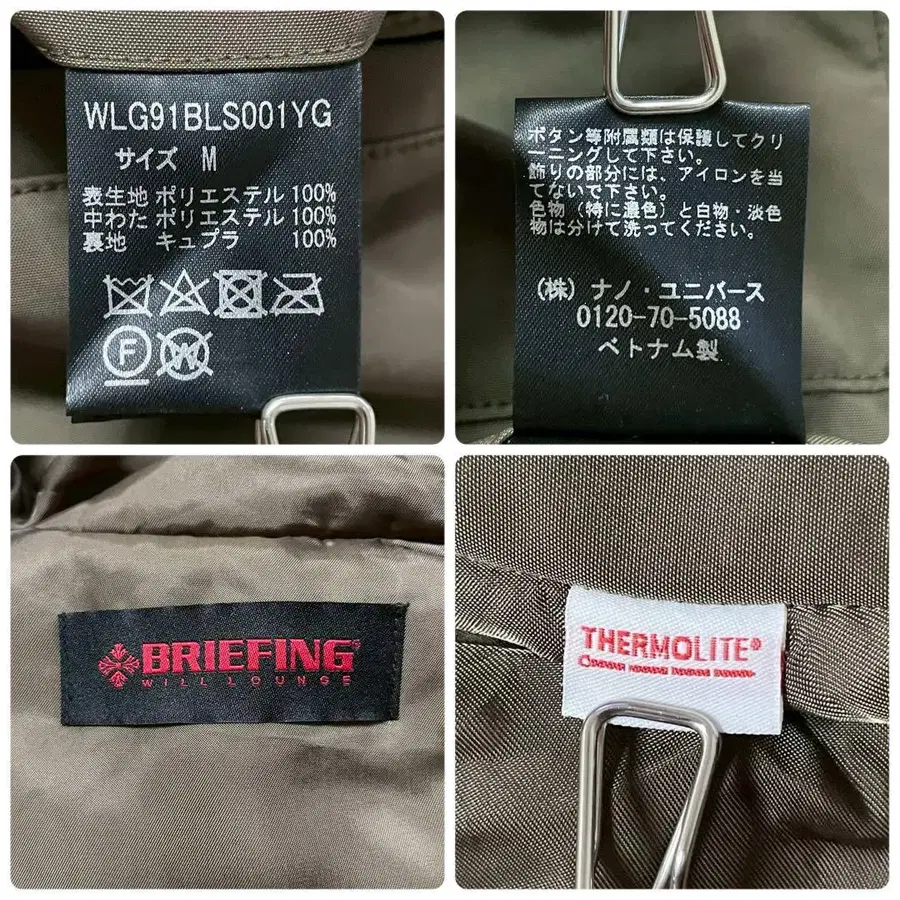 WLG91BLS001YG
サイズ M
表生地 ポリエステル 100%
中わた ポリエステル 100%
裏地 キュプラ 100%
F
W
ボタン等附属類は保護してクリ
ーニングして下さい。
飾りの部分には、アイロンを当
てないで下さい。
色物（特に濃色）と白物・淡色
物は分けて洗ってください。
（株）ナノ・ユニバース
0120-70-5088
ベトナム製
BRIEFING®
WILL LOUNGE
THERMOLITE®